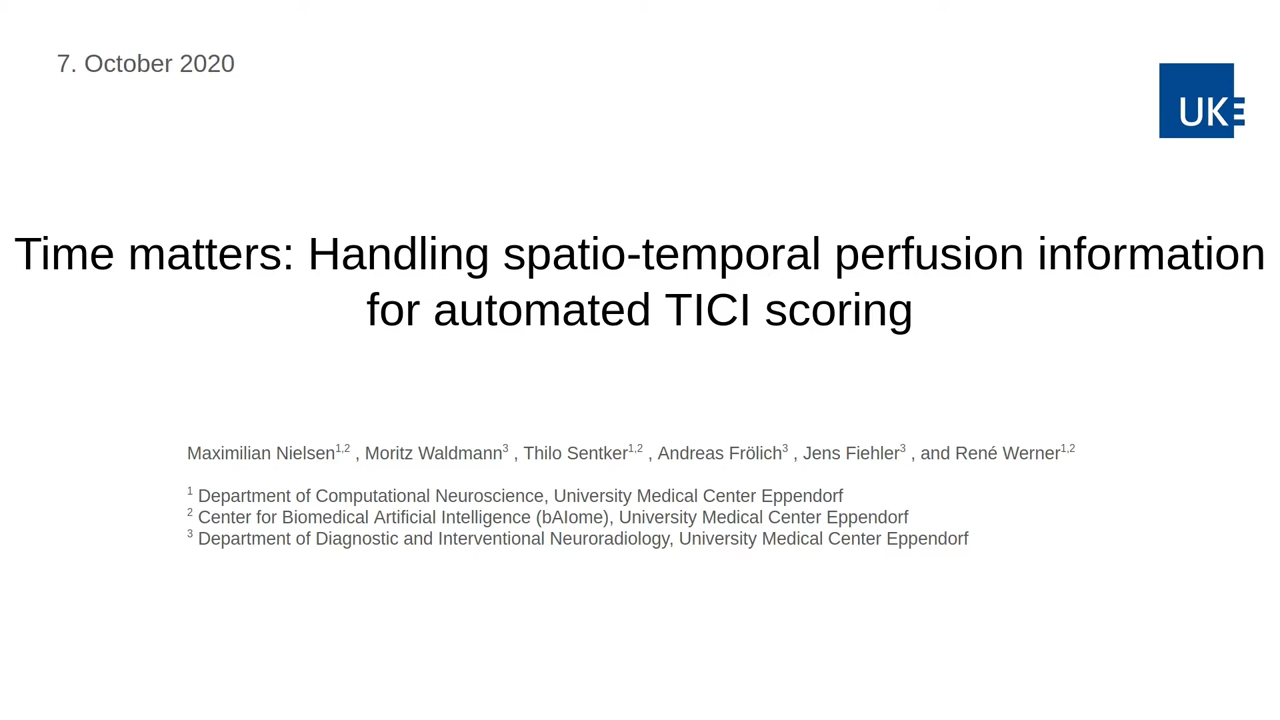 7. October 2020
UKE
Time matters: Handling spatio-temporal perfusion information
for automated TICI scoring
Maximilian Nielsen1,2 , Moritz Waldmann3 , Thilo Sentker1,2 , Andreas Frölich3 , Jens Fiehler3 , and René Werner1,2
1 Department of Computational Neuroscience, University Medical Center Eppendorf
2 Center for Biomedical Artificial Intelligence (bAIome), University Medical Center Eppendorf
3 Department of Diagnostic and Interventional Neuroradiology, University Medical Center Eppendorf